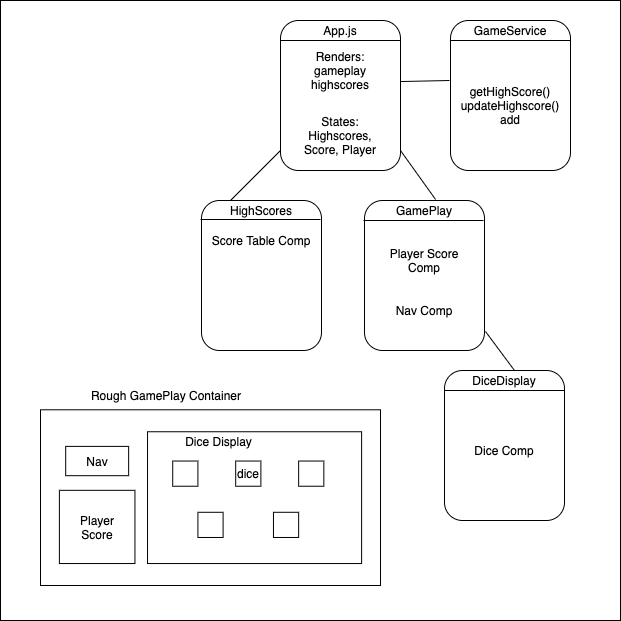 App.js
Renders:
gameplay
highscores
States:
Highscores,
Score, Player
GameService
getHighScore()
updateHighscore()
add
HighScores
Score Table Comp
GamePlay
Player Score
Comp
Nav Comp
DiceDisplay
Dice Comp
Rough GamePlay Container
Nav
Player
Score
Dice Display
dice